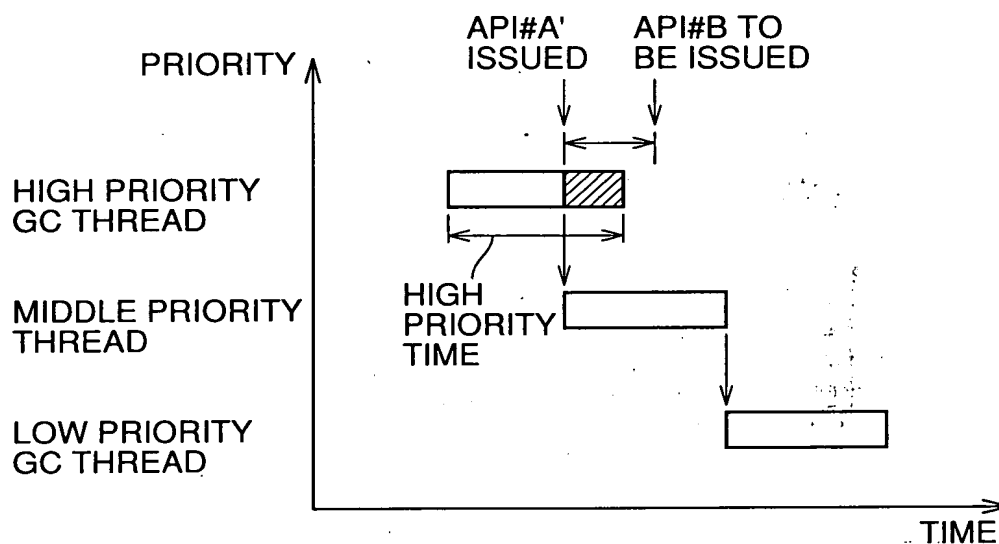 API#A'
ISSUED
API#B TO
BE ISSUED
PRIORITY
HIGH PRIORITY
GC THREAD
HIGH
PRIORITY
TIME
MIDDLE PRIORITY
THREAD
LOW PRIORITY
GC THREAD
TIME